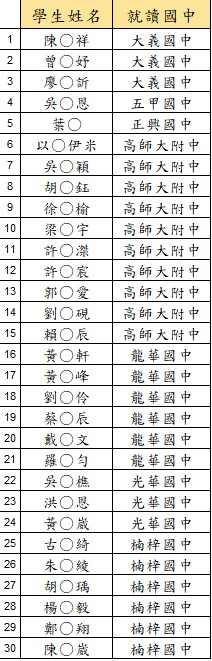 學生姓名 就讀國中
1 陳○祥 大義國中
2 曾○妤 大義國中
3 廖○訢 大義國中
4 吳○恩 五甲國中
5 葉○ 正興國中
6 以○伊米 高師大附中
7 吳○穎 高師大附中
8 胡○鈺 高師大附中
9 徐○榆 高師大附中
10 梁○宇 高師大附中
11 許○滐 高師大附中
12 許○宸 高師大附中
13 郭○愛 高師大附中
14 劉○硯 高師大附中
15 賴○辰 高師大附中
16 黃○軒 龍華國中
17 黃○峰 龍華國中
18 劉○伶 龍華國中
19 蔡○辰 龍華國中
20 戴○文 龍華國中
21 羅○勻 龍華國中
22 吳○樵 光華國中
23 洪○恩 光華國中
24 黃○崴 光華國中
25 古○綺 楠梓國中
26 朱○綾 楠梓國中
27 胡○瑀 楠梓國中
28 楊○毅 楠梓國中
29 鄭○翔 楠梓國中
30 陳○崴 楠梓國中